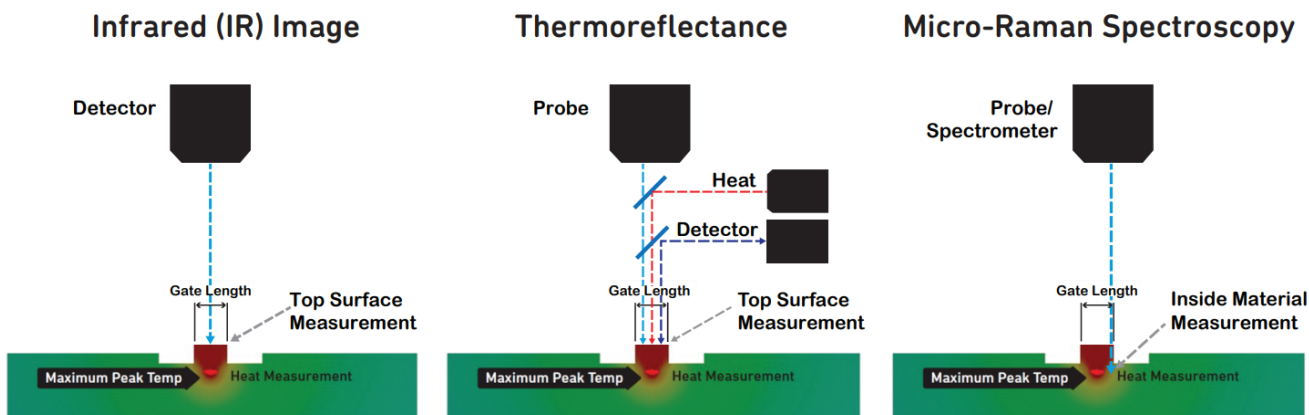 Infrared (IR) Image
Detector
Gate Length
Top Surface
Measurement
Maximum Peak Temp
Heat Measurement
Thermoreflectance
Probe
Heat
Detector
Gate Length
Top Surface
Measurement
Maximum Peak Temp
Heat Measurement
Micro-Raman Spectroscopy
Probe/
Spectrometer
Gate Length
Inside Material
Measurement
Maximum Peak Temp
Heat Measurement